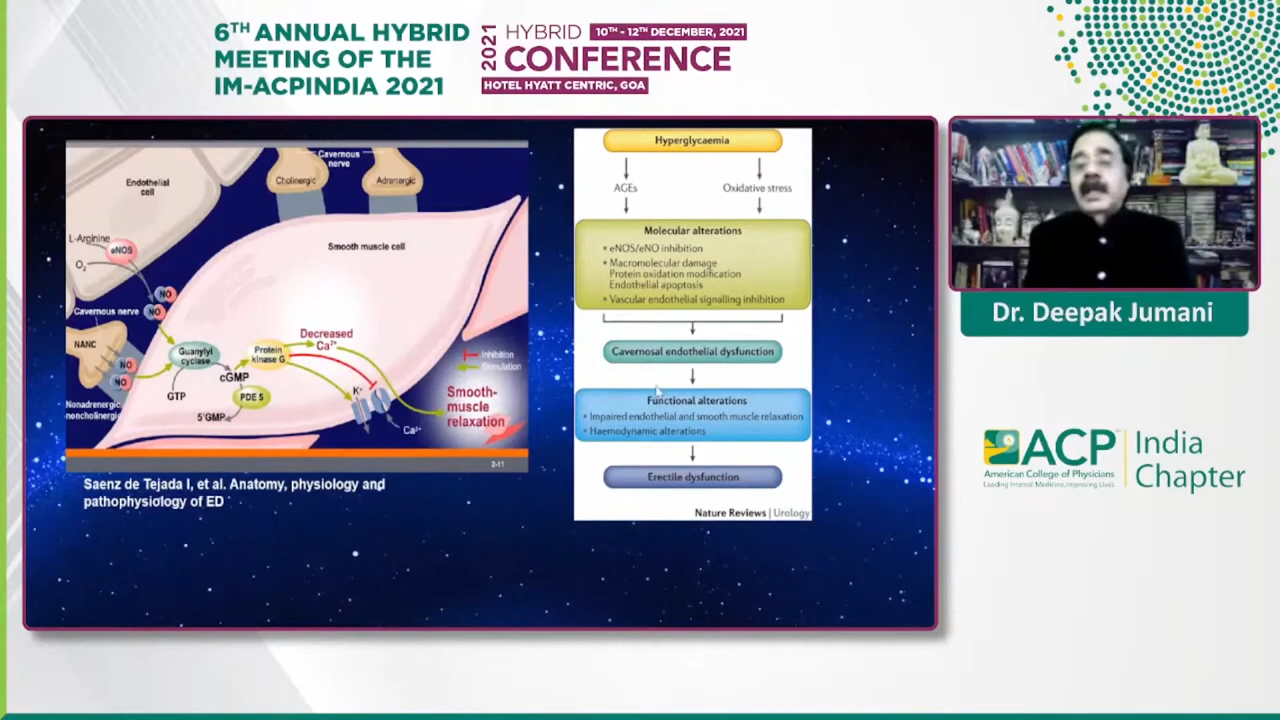 6TH ANNUAL HYBRID
MEETING OF THE
IM-ACPINDIA 2021
2021
HYBRID 10TH - 12TH DECEMBER, 2021
CONFERENCE
HOTEL HYATT CENTRIC, GOA
Endothelial
cell
Cavernous
nerve
Cholinergic
Adrenergic
L-Arginine
eNOS
O2
Smooth muscle cell
NO
NO
Cavernous nerve
NANC
NO
NO
Nonadrenergic
noncholinergic
Guanylyl
cyclase
GTP
cGMP
PDE 5
5'GMP
Protein
kinase G
Decreased
Ca2+
K+
Ca2+
Inhibition
Stimulation
Smooth-
muscle
relaxation
2-11
Saenz de Tejada I, et al. Anatomy, physiology and
pathophysiology of ED
Hyperglycaemia
AGEs
Oxidative stress
Molecular alterations
• eNOS/eNO inhibition
• Macromolecular damage
Protein oxidation modification
Endothelial apoptosis
• Vascular endothelial signalling inhibition
Cavernosal endothelial dysfunction
Functional alterations
• Impaired endothelial and smooth muscle relaxation
• Haemodynamic alterations
Erectile dysfunction
Nature Reviews | Urology
Dr. Deepak Jumani
ACP
American College of Physicians
Leading Internal Medicine, Improving Lives
India
Chapter